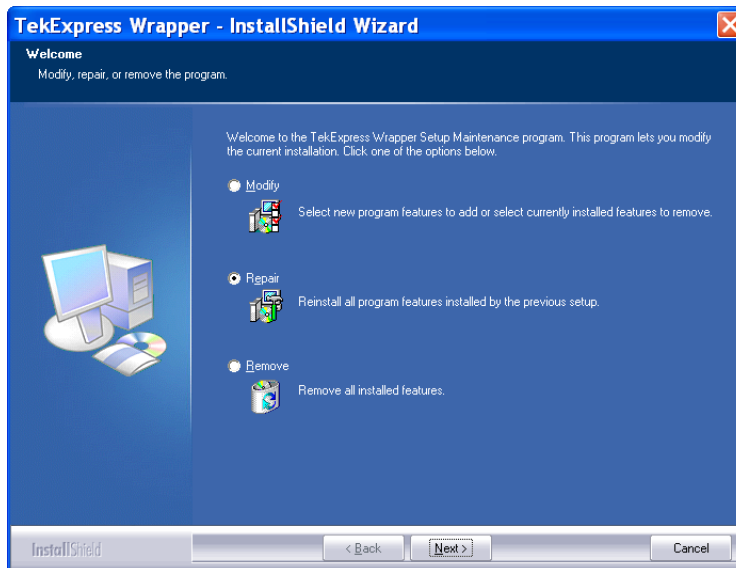 TekExpress Wrapper - InstallShield Wizard
Welcome
Modify, repair, or remove the program.
Welcome to the TekExpress Wrapper Setup Maintenance program. This program lets you modify
the current installation. Click one of the options below.
Modify
Select new program features to add or select currently installed features to remove.
Repair
Reinstall all program features installed by the previous setup.
Remove
Remove all installed features.
InstallShield
< Back
Next >
Cancel